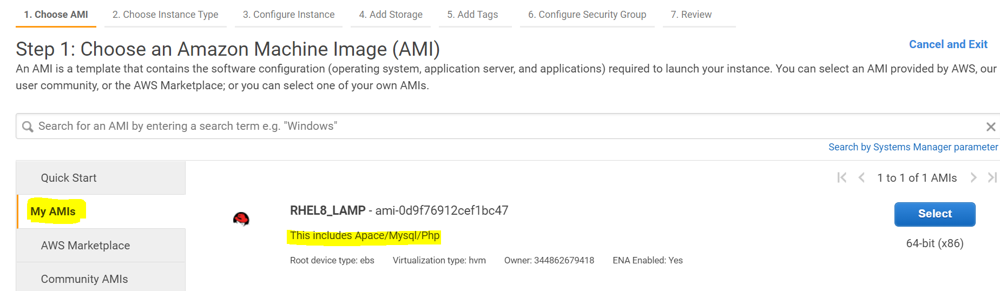 1. Choose AMI 2. Choose Instance Type 3. Configure Instance 4. Add Storage 5. Add Tags 6. Configure Security Group 7. Review
Step 1: Choose an Amazon Machine Image (AMI)
Cancel and Exit
An AMI is a template that contains the software configuration (operating system, application server, and applications) required to launch your instance. You can select an AMI provided by AWS, our
user community, or the AWS Marketplace; or you can select one of your own AMIs.
Search for an AMI by entering a search term e.g. "Windows"
Search by Systems Manager parameter
Quick Start
My AMIs
AWS Marketplace
Community AMIs
1 to 1 of 1 AMIs
RHEL8_LAMP - ami-0d9f76912cef1bc47
This includes Apace/Mysql/Php
Root device type: ebs Virtualization type: hvm Owner: 344862679418 ENA Enabled: Yes
Select
64-bit (x86)